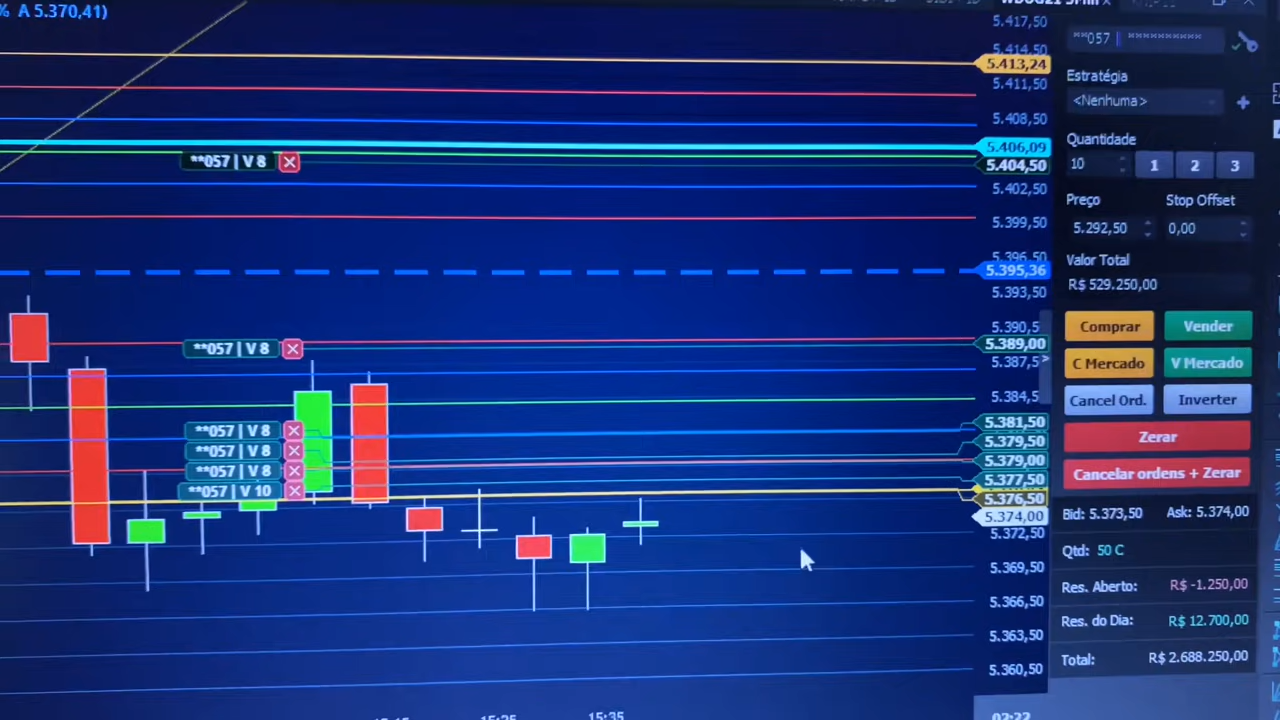 % A 5.370,41)
5.417,50
5.414,50
5.413,24
5.411,50
5.408,50
5.406,09
5.404,50
5.402,50
5.399,50
5.396,50
5.395,36
5.393,50
5.390,5
5.389,00
5.387,5
5.384,5
5.381,50
5.379,50
5.379,00
5.377,50
5.376,50
5.374,00
5.372,50
5.369,50
5.366,50
5.363,50
5.360,50
**057 | V 8
**057 | V 8
**057 | V 8
**057 | V 8
**057 | V 8
**057 | V 10
15:25
15:35
02:22
**057 | **********
Estratégia
<Nenhuma>
Quantidade
10 1 2 3
Preço Stop Offset
5.292,50 0,00
Valor Total
R$ 529.250,00
Comprar Vender
C Mercado V Mercado
Cancel Ord. Inverter
Zerar
Cancelar ordens + Zerar
Bid: 5.373,50 Ask: 5.374,00
Qtd: 50 C
Res. Aberto: R$ -1.250,00
Res. do Dia: R$ 12.700,00
Total: R$ 2.688.250,00